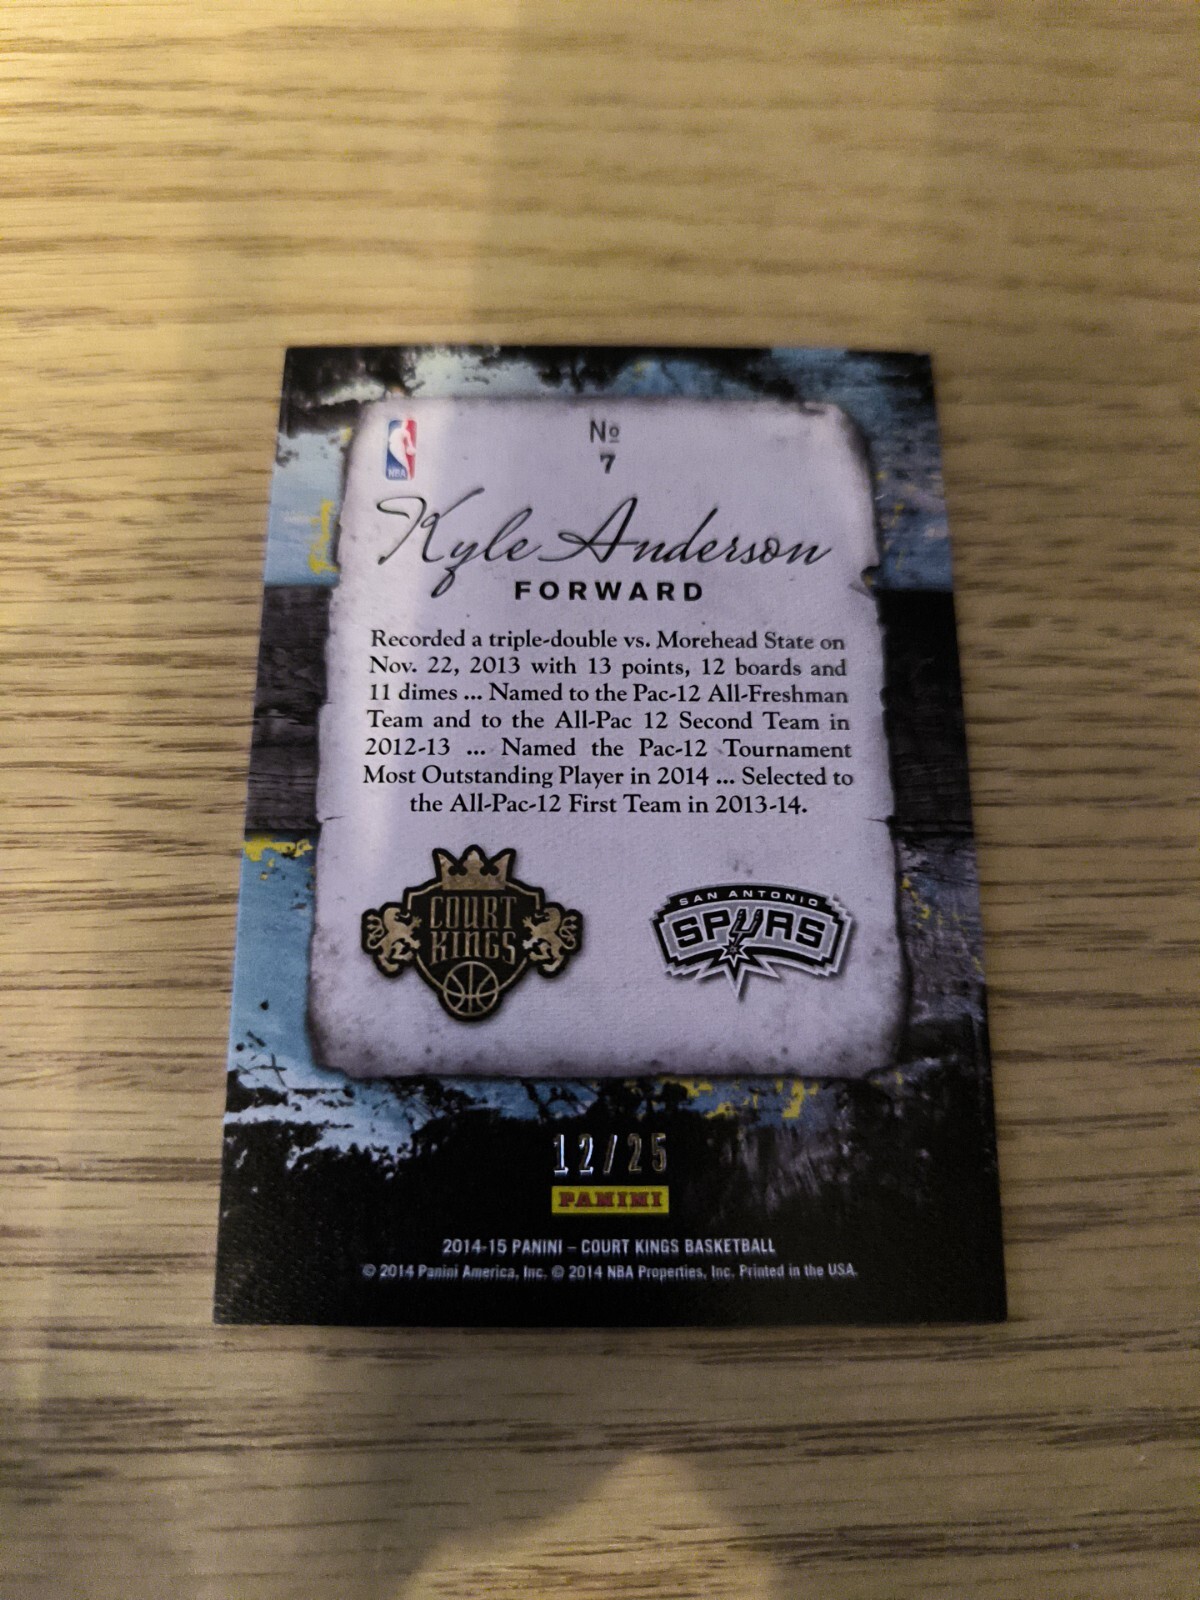 NBA
Nº
7
Kyle Anderson
FORWARD
Recorded a triple-double vs. Morehead State on
Nov. 22, 2013 with 13 points, 12 boards and
11 dimes ... Named to the Pac-12 All-Freshman
Team and to the All-Pac 12 Second Team in
2012-13 ... Named the Pac-12 Tournament
Most Outstanding Player in 2014 ... Selected to
the All-Pac-12 First Team in 2013-14.
COURT
KINGS
SAN ANTONIO
SPURS
12/25
PANINI
2014-15 PANINI – COURT KINGS BASKETBALL
© 2014 Panini America, Inc. © 2014 NBA Properties, Inc. Printed in the USA.